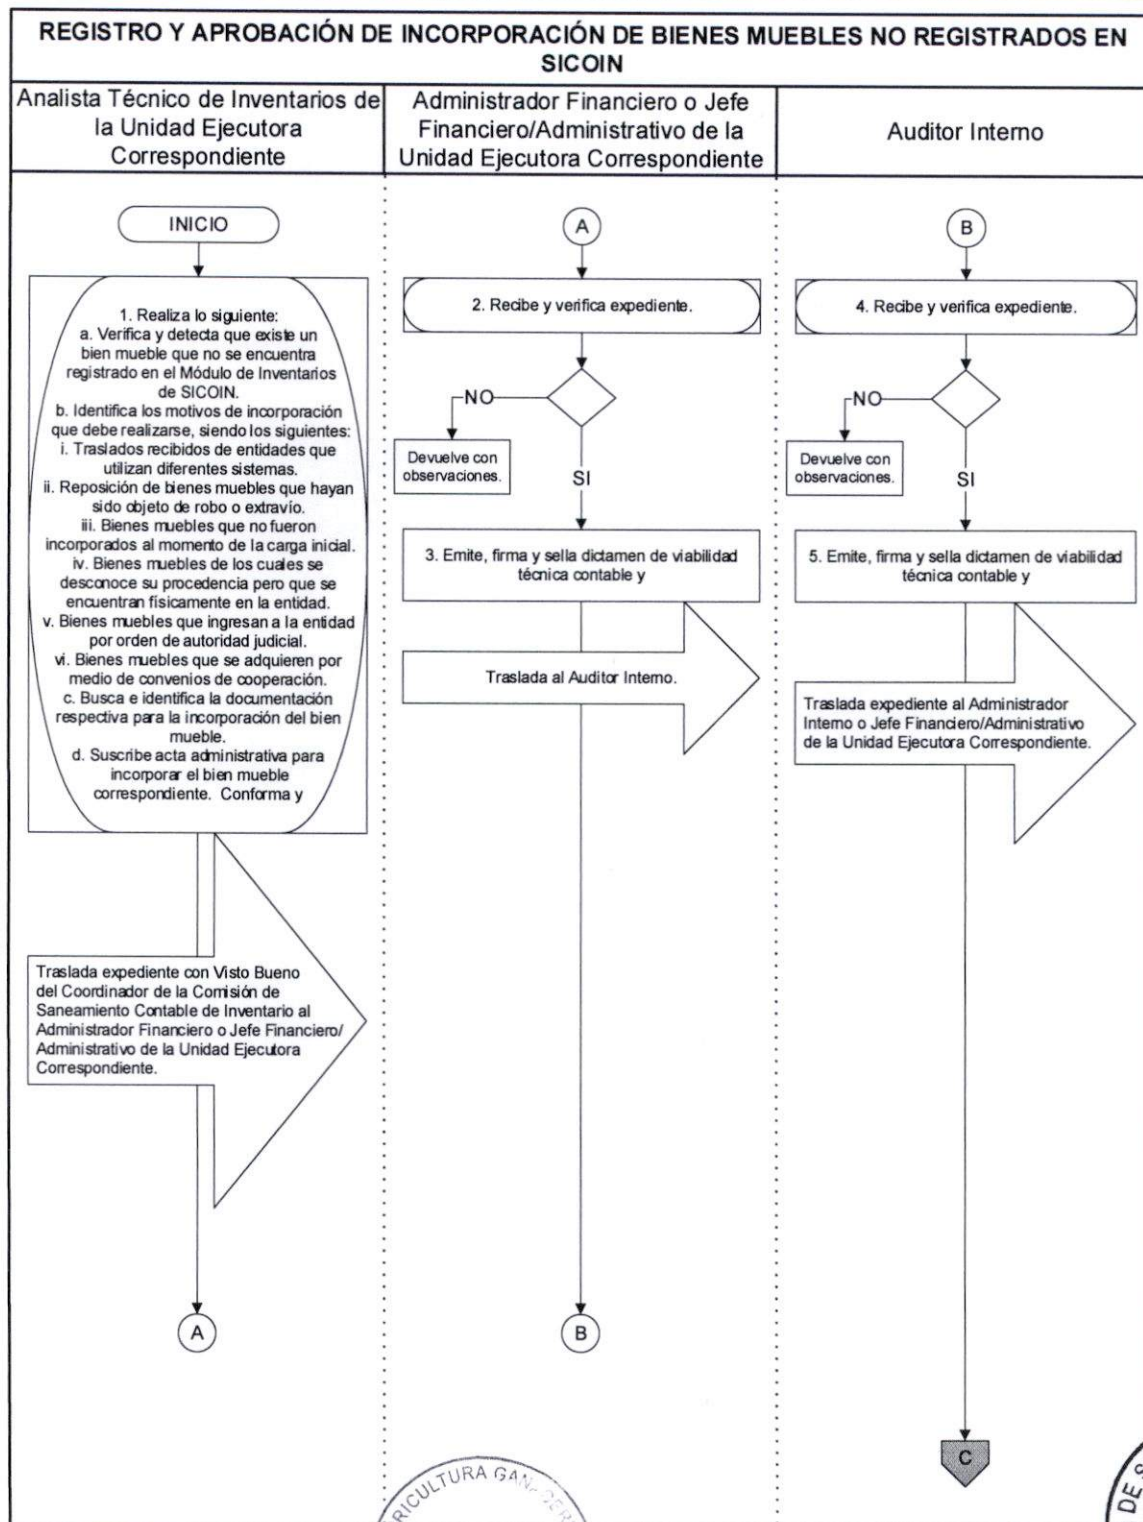 REGISTRO Y APROBACIÓN DE INCORPORACIÓN DE BIENES MUEBLES NO REGISTRADOS EN
SICOIN
Analista Técnico de Inventarios de
la Unidad Ejecutora
Correspondiente
Administrador Financiero o Jefe
Financiero/Administrativo de la
Unidad Ejecutora Correspondiente
Auditor Interno
INICIO
1. Realiza lo siguiente:
a. Verifica y detecta que existe un
bien mueble que no se encuentra
registrado en el Módulo de Inventarios
de SICOIN.
b. Identifica los motivos de incorporación
que debe realizarse, siendo los siguientes:
i. Traslados recibidos de entidades que
utilizan diferentes sistemas.
ii. Reposición de bienes muebles que hayan
sido objeto de robo o extravío.
iii. Bienes muebles que no fueron
incorporados al momento de la carga inicial.
iv. Bienes muebles de los cuales se
desconoce su procedencia pero que se
encuentran físicamente en la entidad.
v. Bienes muebles que ingresan a la entidad
por orden de autoridad judicial.
vi. Bienes muebles que se adquieren por
medio de convenios de cooperación.
c. Busca e identifica la documentación
respectiva para la incorporación del bien
mueble.
d. Suscribe acta administrativa para
incorporar el bien mueble
correspondiente. Conforma y
Traslada expediente con Visto Bueno
del Coordinador de la Comisión de
Saneamiento Contable de Inventario al
Administrador Financiero o Jefe Financiero/
Administrativo de la Unidad Ejecutora
Correspondiente.
A
A
2. Recibe y verifica expediente.
NO
Devuelve con
observaciones.
SI
3. Emite, firma y sella dictamen de viabilidad
técnica contable y
Traslada al Auditor Interno.
B
B
4. Recibe y verifica expediente.
NO
Devuelve con
observaciones.
SI
5. Emite, firma y sella dictamen de viabilidad
técnica contable y
Traslada expediente al Administrador
Interno o Jefe Financiero/Administrativo
de la Unidad Ejecutora Correspondiente.
C
RICULTURA
DE S